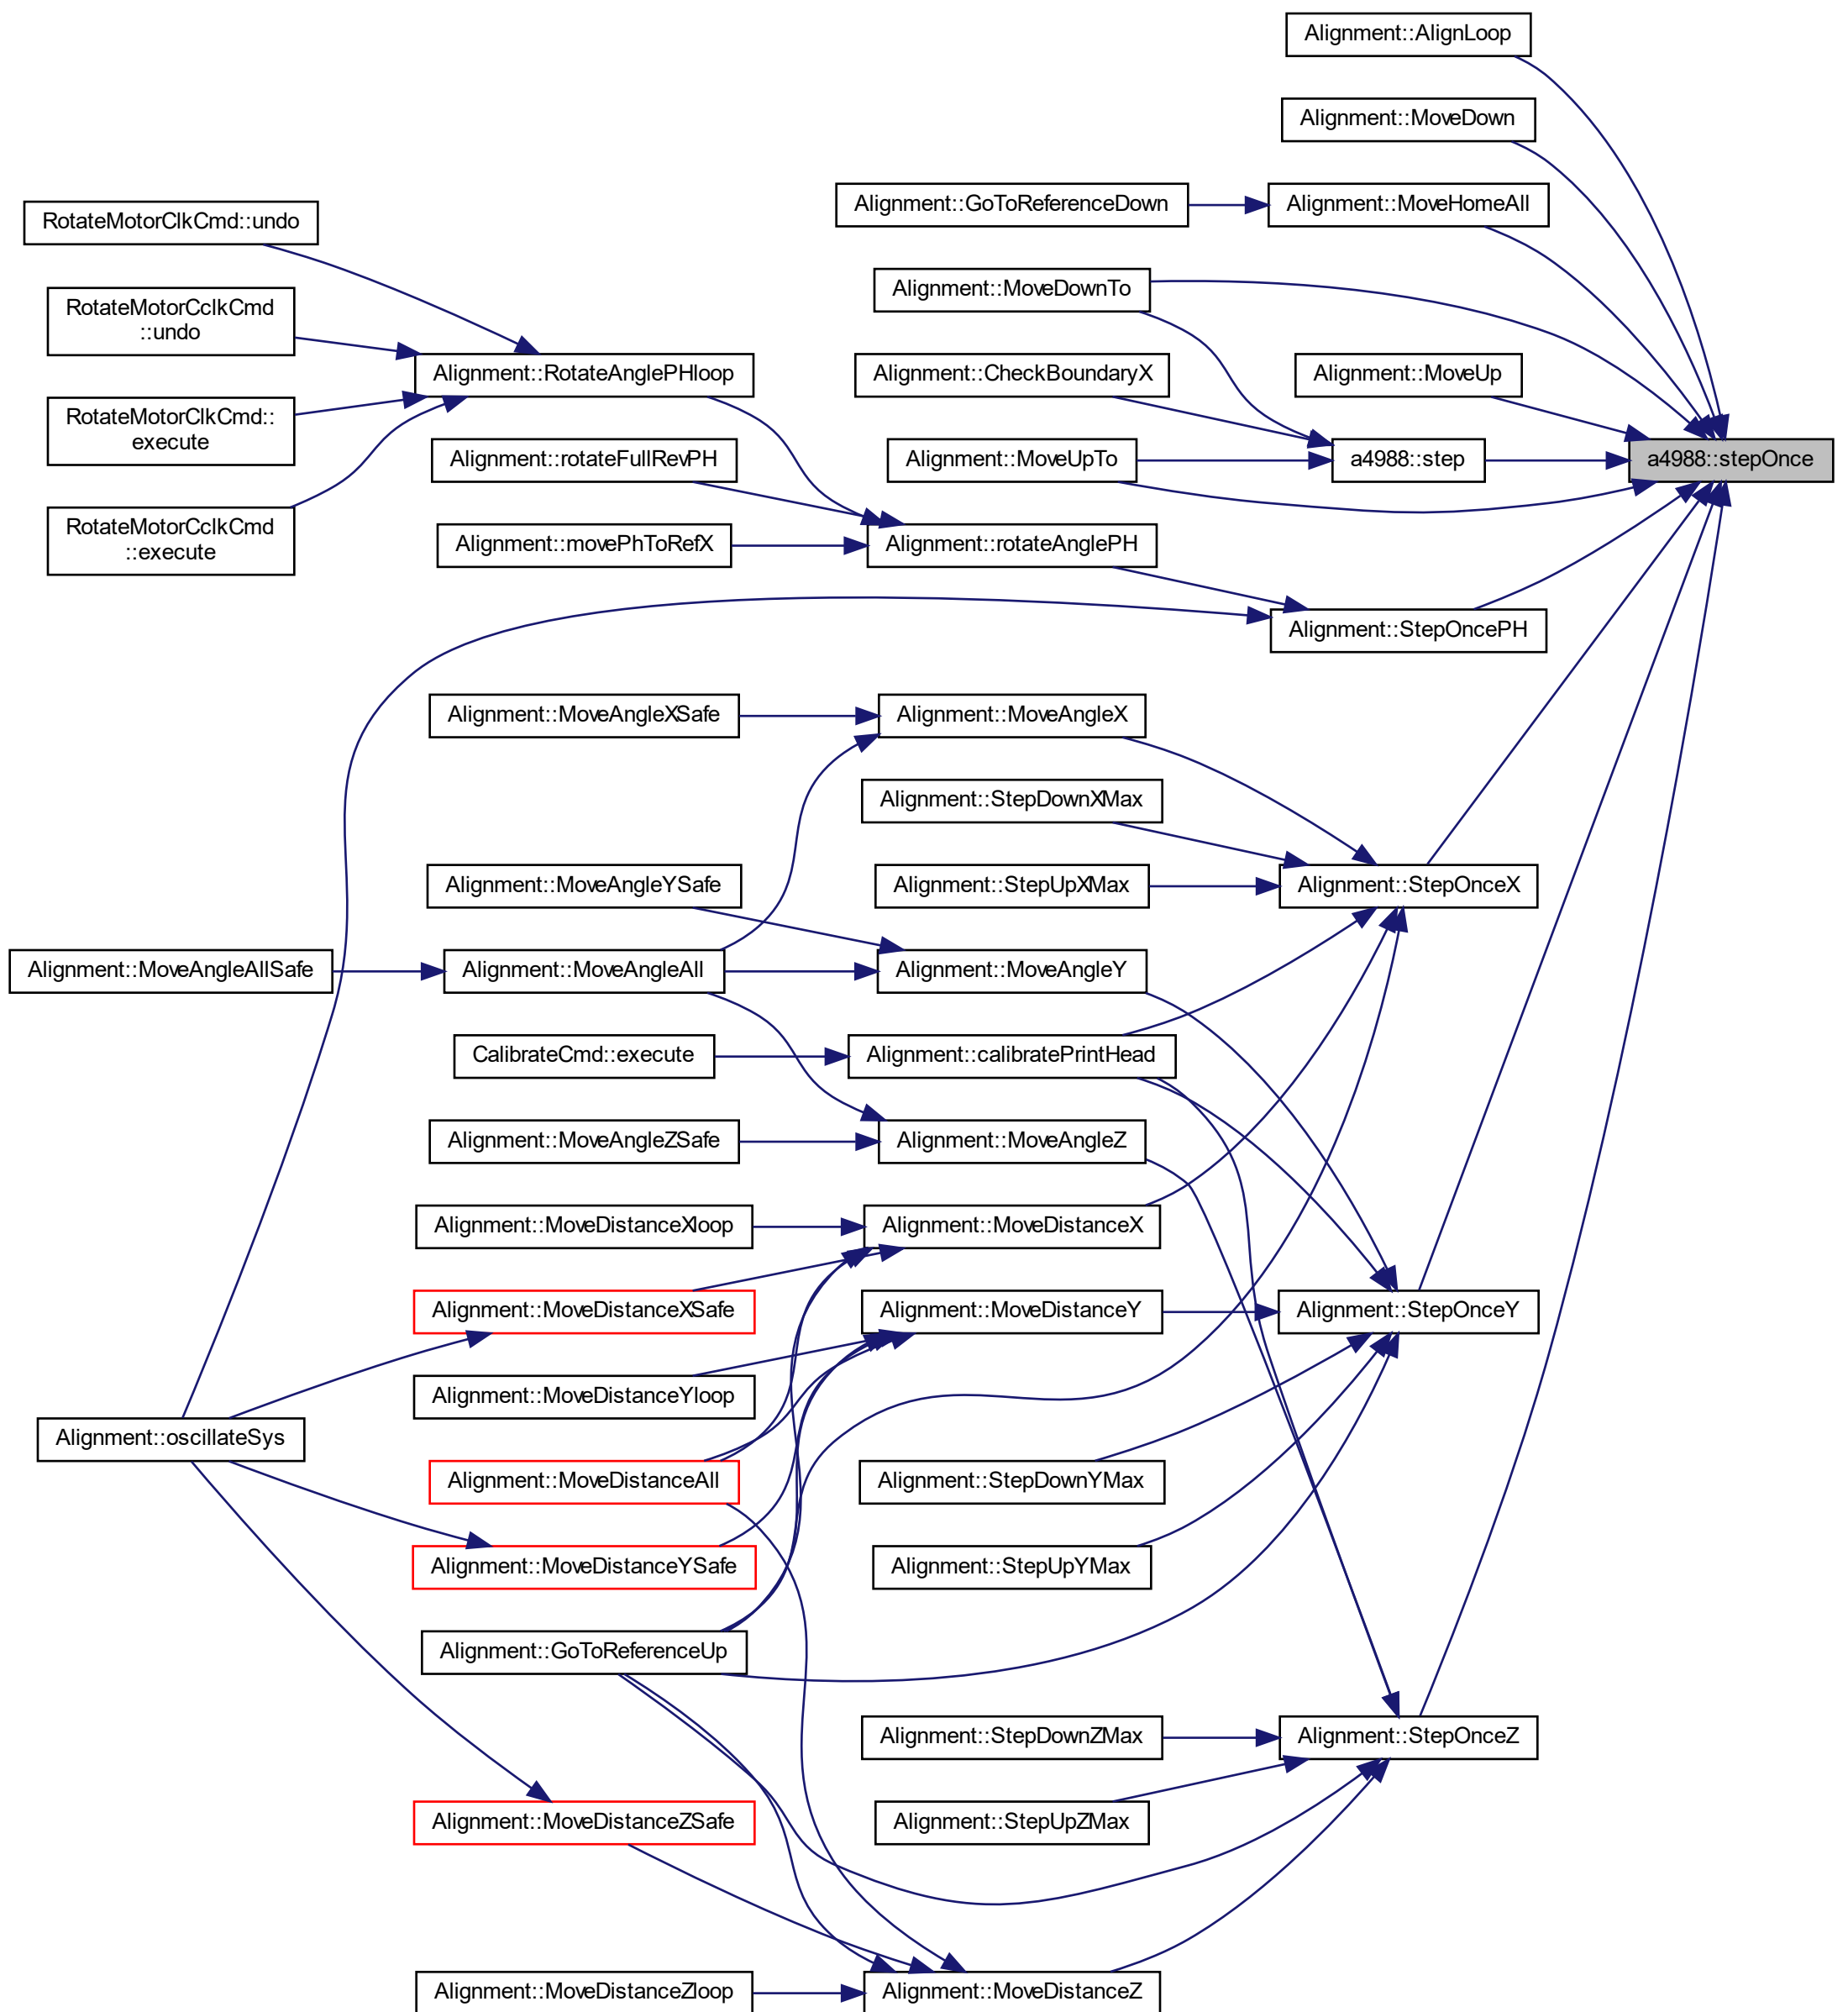 Alignment::AlignLoop
Alignment::MoveDown
Alignment::GoToReferenceDown
Alignment::MoveHomeAll
RotateMotorClkCmd::undo
Alignment::MoveDownTo
RotateMotorCclkCmd
::undo
Alignment::RotateAnglePHloop
Alignment::CheckBoundaryX
Alignment::MoveUp
RotateMotorClkCmd::
execute
Alignment::rotateFullRevPH
Alignment::MoveUpTo
a4988::step
a4988::stepOnce
RotateMotorCclkCmd
::execute
Alignment::movePhToRefX
Alignment::rotateAnglePH
Alignment::StepOncePH
Alignment::MoveAngleXSafe
Alignment::MoveAngleX
Alignment::StepDownXMax
Alignment::MoveAngleYSafe
Alignment::StepUpXMax
Alignment::StepOnceX
Alignment::MoveAngleAllSafe
Alignment::MoveAngleAll
Alignment::MoveAngleY
CalibrateCmd::execute
Alignment::calibratePrintHead
Alignment::MoveAngleZSafe
Alignment::MoveAngleZ
Alignment::MoveDistanceXloop
Alignment::MoveDistanceX
Alignment::MoveDistanceXSafe
Alignment::MoveDistanceY
Alignment::StepOnceY
Alignment::MoveDistanceYloop
Alignment::oscillateSys
Alignment::MoveDistanceAll
Alignment::StepDownYMax
Alignment::MoveDistanceYSafe
Alignment::StepUpYMax
Alignment::GoToReferenceUp
Alignment::StepDownZMax
Alignment::StepOnceZ
Alignment::MoveDistanceZSafe
Alignment::StepUpZMax
Alignment::MoveDistanceZloop
Alignment::MoveDistanceZ